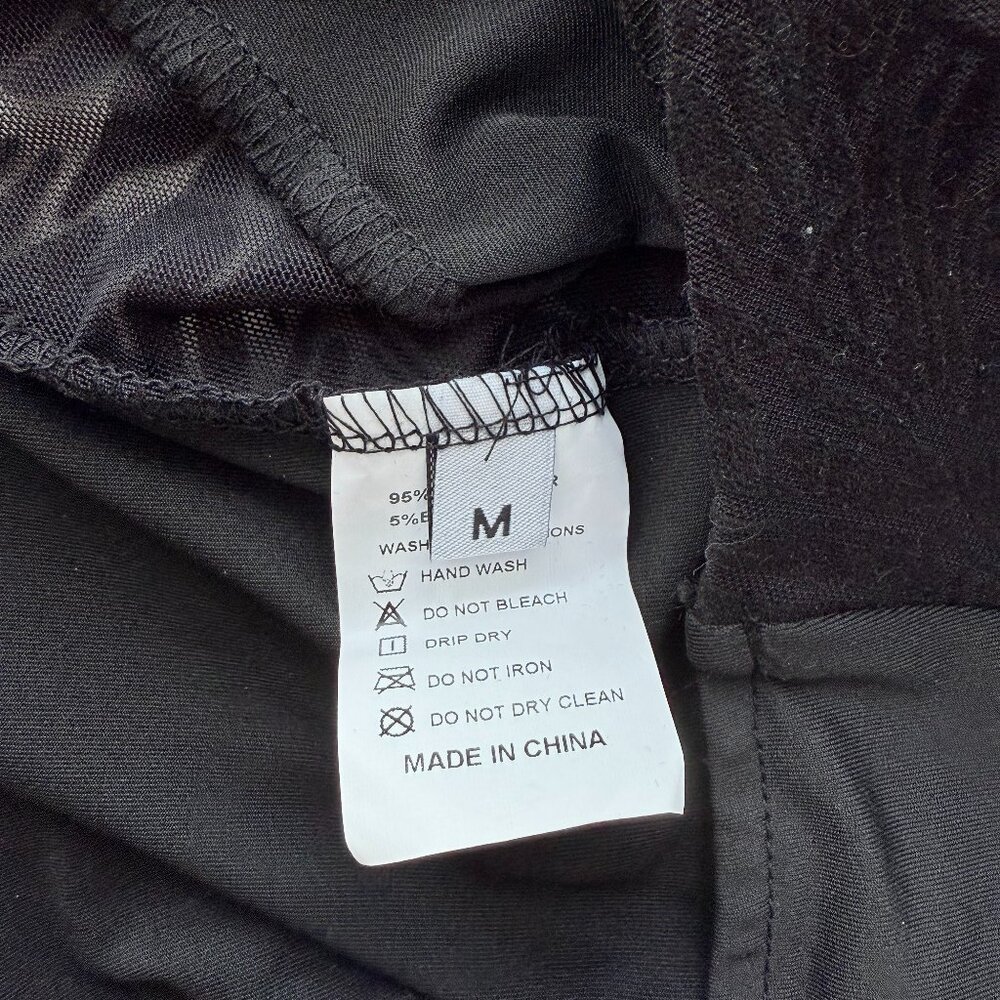 95%
5%E
M
WASH
ONS
HAND WASH
DO NOT BLEACH
DRIP DRY
DO NOT IRON
DO NOT DRY CLEAN
MADE IN CHINA